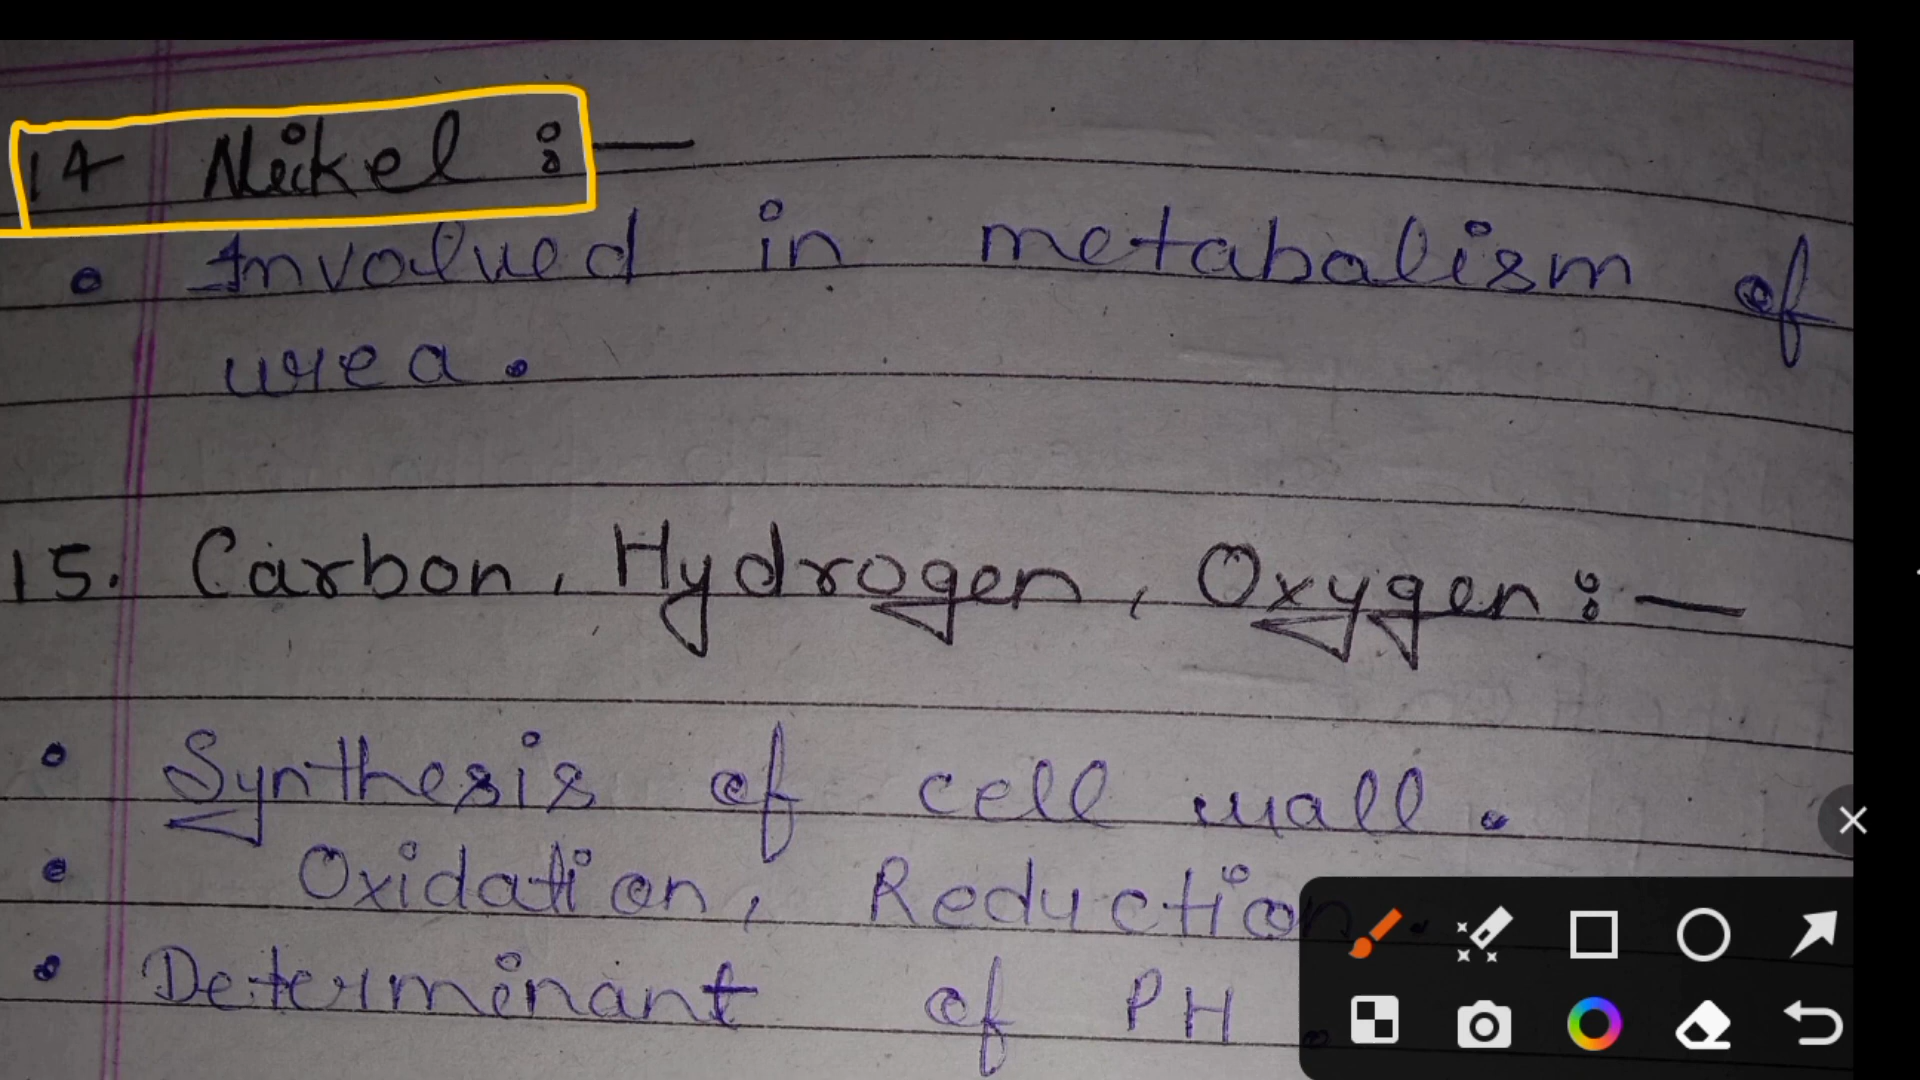 14 Nickel :-
• Involved in metabalism of
urea.
15. Carbon, Hydrogen, Oxygen :-
• Synthesis of cell wall.
• Oxidation, Reduction.
• Determinant of PH.